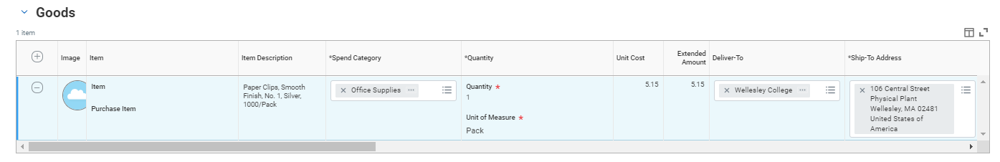 Goods
1 item
Image Item Item Description *Spend Category *Quantity Unit Cost Extended Amount Deliver-To *Ship-To Address
Item
Purchase Item
Paper Clips, Smooth
Finish, No. 1, Silver,
1000/Pack
× Office Supplies ···
Quantity *
1
Unit of Measure *
Pack
5.15
5.15
× Wellesley College ···
× 106 Central Street
Physical Plant
Wellesley, MA 02481
United States of
America